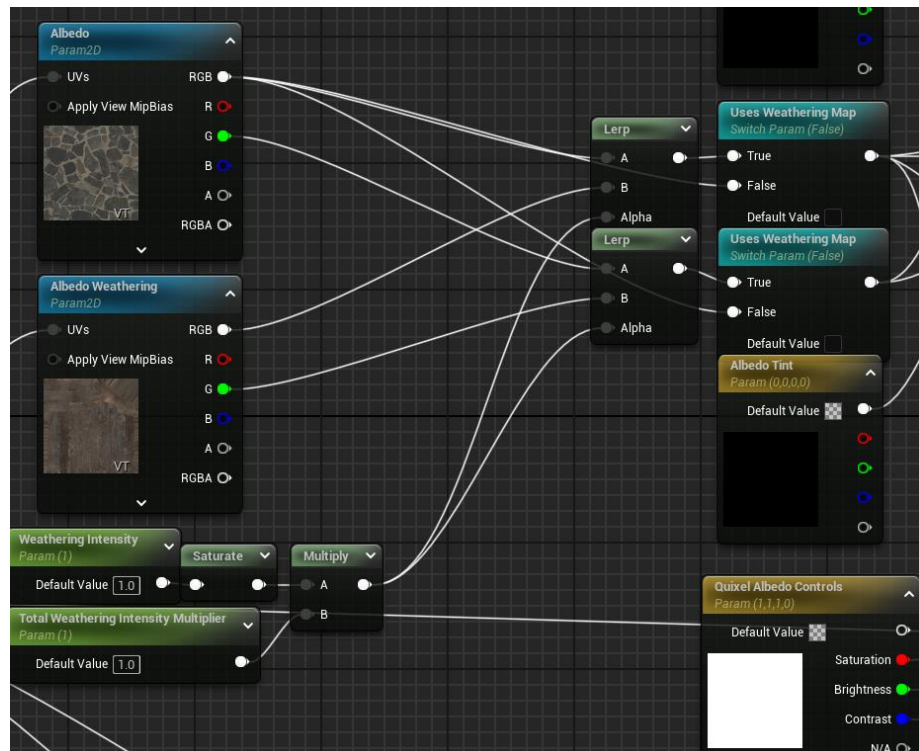 Albedo
Param2D
UVs
RGB
Apply View MipBias
R
G
B
A
RGBA
VT
Albedo Weathering
Param2D
UVs
RGB
Apply View MipBias
R
G
B
A
RGBA
VT
Weathering Intensity
Param (1)
Default Value 1.0
Saturate
Multiply
A
B
Total Weathering Intensity Multiplier
Param (1)
Default Value 1.0
Lerp
A
B
Alpha
Lerp
A
B
Alpha
Uses Weathering Map
Switch Param (False)
True
False
Default Value
Uses Weathering Map
Switch Param (False)
True
False
Default Value
Albedo Tint
Param (0,0,0,0)
Default Value
Quixel Albedo Controls
Param (1,1,1,0)
Default Value
Saturation
Brightness
Contrast
N/A